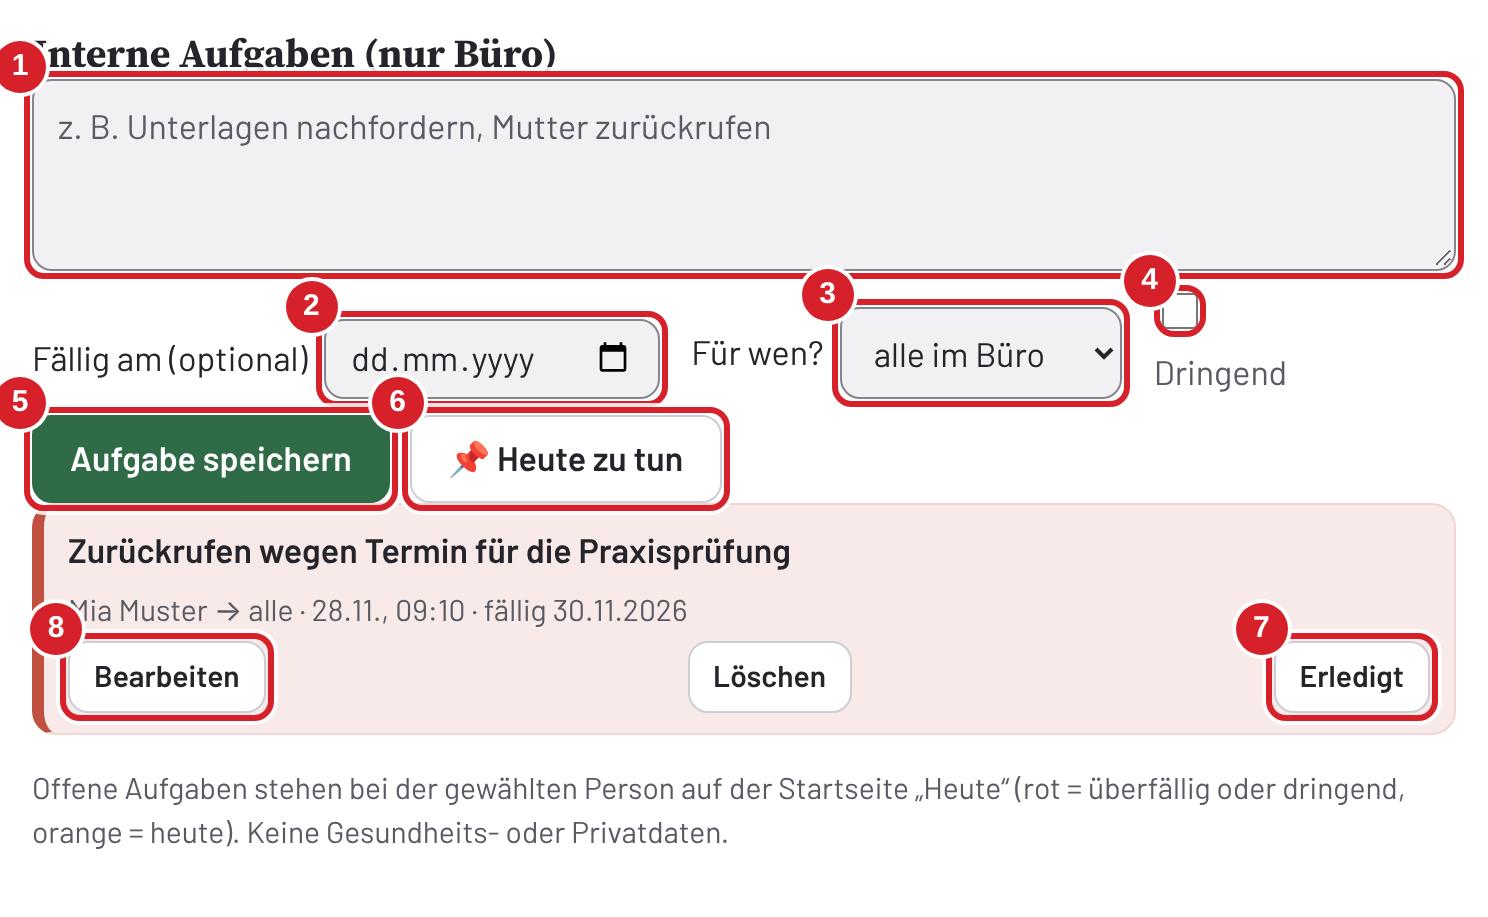 Interne Aufgaben (nur Büro)
1
z. B. Unterlagen nachfordern, Mutter zurückrufen
2
3
4
Fällig am (optional)
dd.mm.yyyy
Für wen?
alle im Büro
Dringend
5
6
Aufgabe speichern
📌 Heute zu tun
Zurückrufen wegen Termin für die Praxisprüfung
Mia Muster → alle · 28.11., 09:10 · fällig 30.11.2026
8
7
Bearbeiten
Löschen
Erledigt
Offene Aufgaben stehen bei der gewählten Person auf der Startseite „Heute“ (rot = überfällig oder dringend,
orange = heute). Keine Gesundheits- oder Privatdaten.